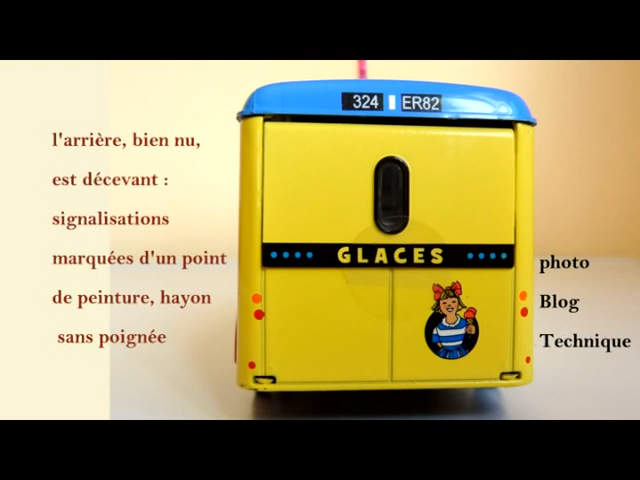 324 ER82
l'arrière, bien nu,
est décevant :
signalisations
marquées d'un point
de peinture, hayon
sans poignée
GLACES
photo
Blog
Technique